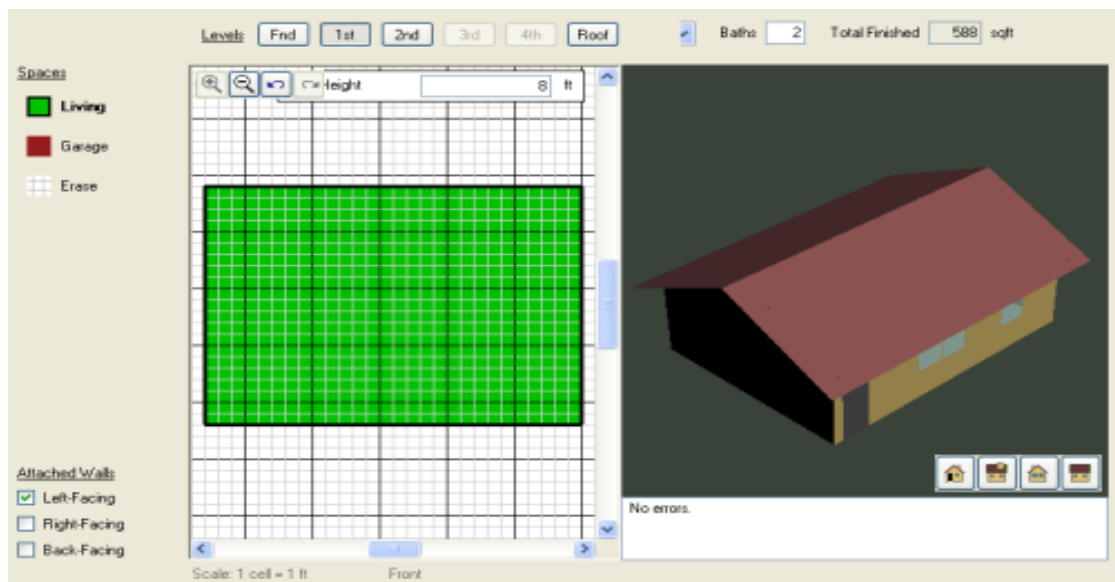 Levels Fnd 1st 2nd 3rd 4th Roof Baths 2 Total Finished 588 sqft
Spaces
Living
Garage
Erase
Height 8 ft
Attached Walls
Left-Facing
Right-Facing
Back-Facing
No errors.
Scale: 1 cell = 1 ft Front